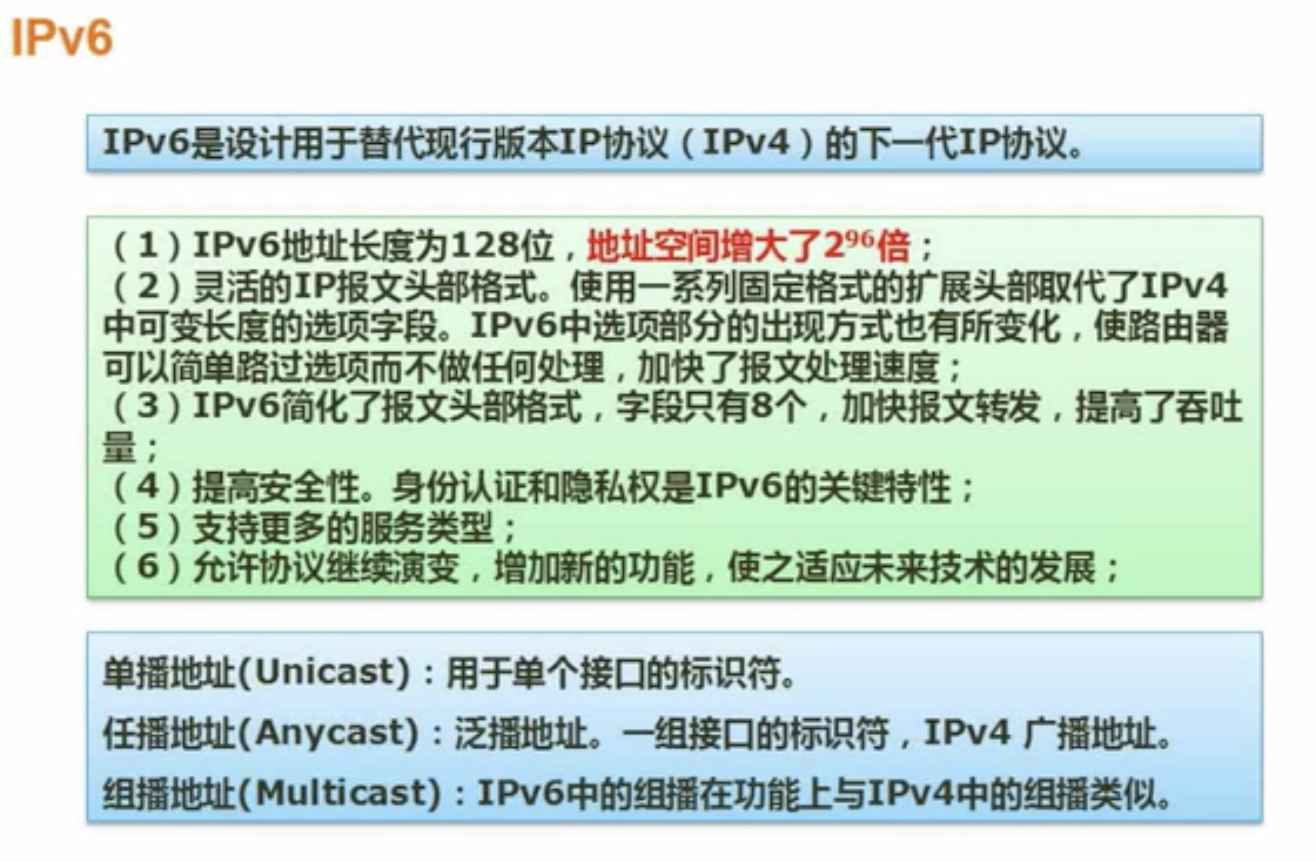 IPv6
IPv6是设计用于替代现行版本IP协议（IPv4）的下一代IP协议。
（1）IPv6地址长度为128位，地址空间增大了2⁹⁶倍；
（2）灵活的IP报文头部格式。使用一系列固定格式的扩展头部取代了IPv4
中可变长度的选项字段。IPv6中选项部分的出现方式也有所变化，使路由器
可以简单路过选项而不做任何处理，加快了报文处理速度；
（3）IPv6简化了报文头部格式，字段只有8个，加快报文转发，提高了吞吐
量；
（4）提高安全性。身份认证和隐私权是IPv6的关键特性；
（5）支持更多的服务类型；
（6）允许协议继续演变，增加新的功能，使之适应未来技术的发展；
单播地址(Unicast)：用于单个接口的标识符。
任播地址(Anycast)：泛播地址。一组接口的标识符，IPv4 广播地址。
组播地址(Multicast)：IPv6中的组播在功能上与IPv4中的组播类似。